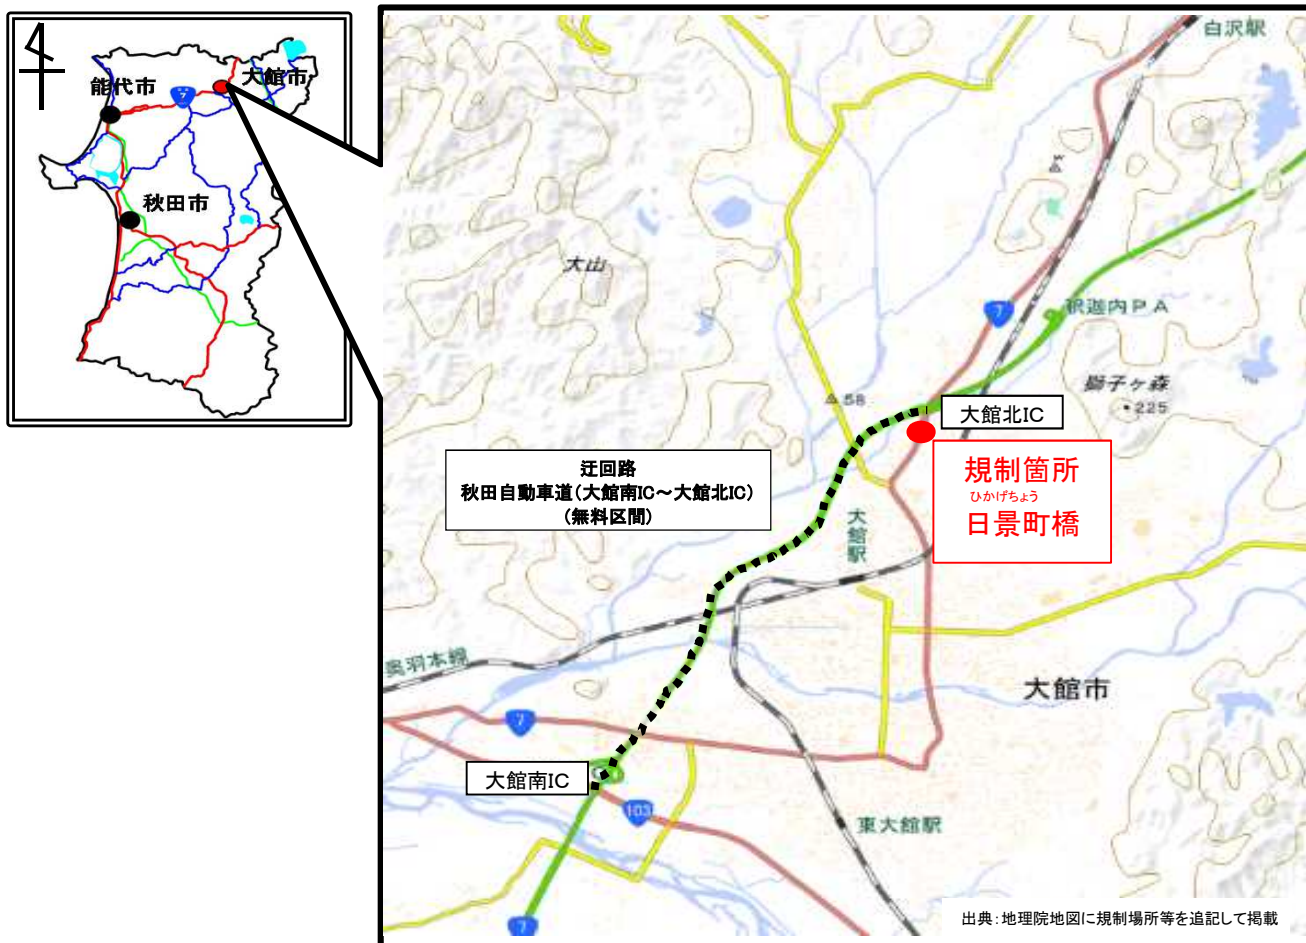 能代市
大館市
7
秋田市
白沢駅
大山
7
釈迦内PA
獅子ヶ森
・225
58
大館北IC
規制箇所
ひかげちょう
日景町橋
迂回路
秋田自動車道(大館南IC～大館北IC)
(無料区間)
大館駅
奥羽本線
大館市
7
大館南IC
103
東大館駅
7
出典:地理院地図に規制場所等を追記して掲載